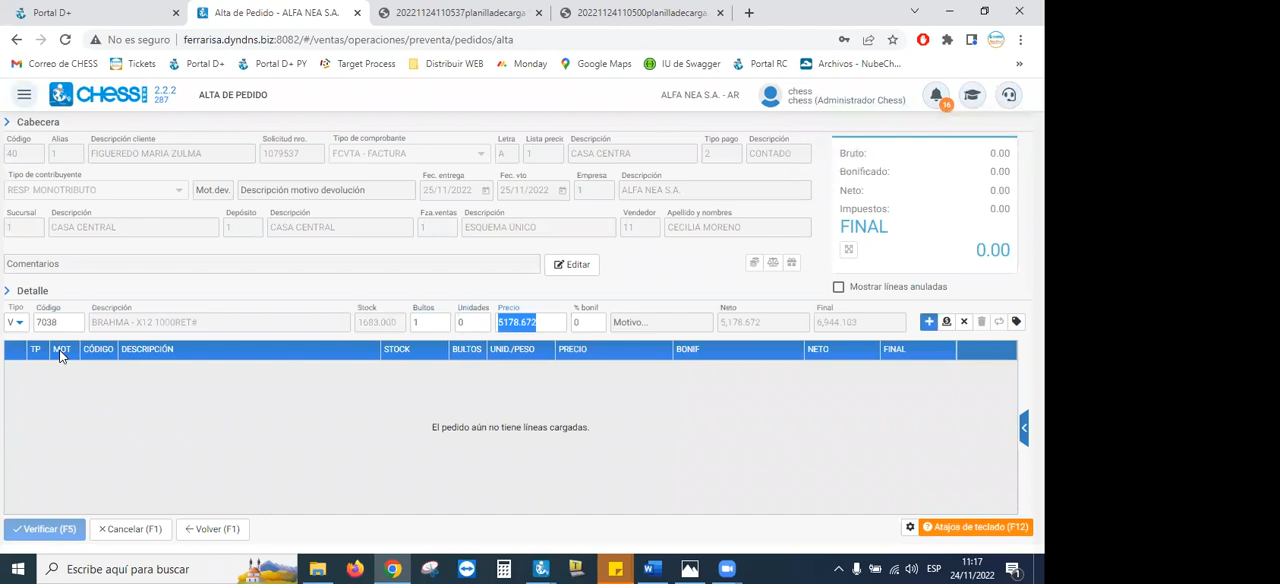 Portal D+
Alta de Pedido - ALFA NEA S.A.
20221124110537planilladecarga
20221124110500planilladecarga
No es seguro
ferrarisa.dyndns.biz:8082/#/ventas/operaciones/preventa/pedidos/alta
Correo de CHESS
Tickets
Portal D+
Portal D+ PY
Target Process
Distribuir WEB
Monday
Google Maps
IU de Swagger
Portal RC
Archivos - NubeCh...
»
CHESS
2.2.2
287
ALTA DE PEDIDO
ALFA NEA S.A. - AR
chess
chess (Administrador Chess)
16
Cabecera
Código Alias Descripción cliente Solicitud nro. Tipo de comprobante Letra Lista precio Descripción Tipo pago Descripción
40 1 FIGUEREDO MARIA ZULMA 1079537 FCVTA - FACTURA A 1 CASA CENTRA 2 CONTADO
Tipo de contribuyente Fec. entrega Fec. vto Empresa Descripción
RESP. MONOTRIBUTO Mot.dev. Descripción motivo devolución 25/11/2022 25/11/2022 1 ALFA NEA S.A.
Sucursal Descripción Depósito Descripción Fza.ventas Descripción Vendedor Apellido y nombres
1 CASA CENTRAL 1 CASA CENTRAL 1 ESQUEMA UNICO 11 CECILIA MORENO
Bruto: 0.00
Bonificado: 0.00
Neto: 0.00
Impuestos: 0.00
FINAL
0.00
Comentarios
Editar
Mostrar líneas anuladas
Detalle
Tipo Código Descripción Stock Bultos Unidades Precio % bonif Neto Final
V 7038 BRAHMA - X12 1000RET# 1683.000 1 0 5178.672 0 Motivo... 5,178.672 6,944.103
TP MOT CÓDIGO DESCRIPCIÓN STOCK BULTOS UNID./PESO PRECIO BONIF NETO FINAL
El pedido aún no tiene líneas cargadas.
Verificar (F5)
Cancelar (F1)
Volver (F1)
Atajos de teclado (F12)
Escribe aquí para buscar
ESP
11:17
24/11/2022
1